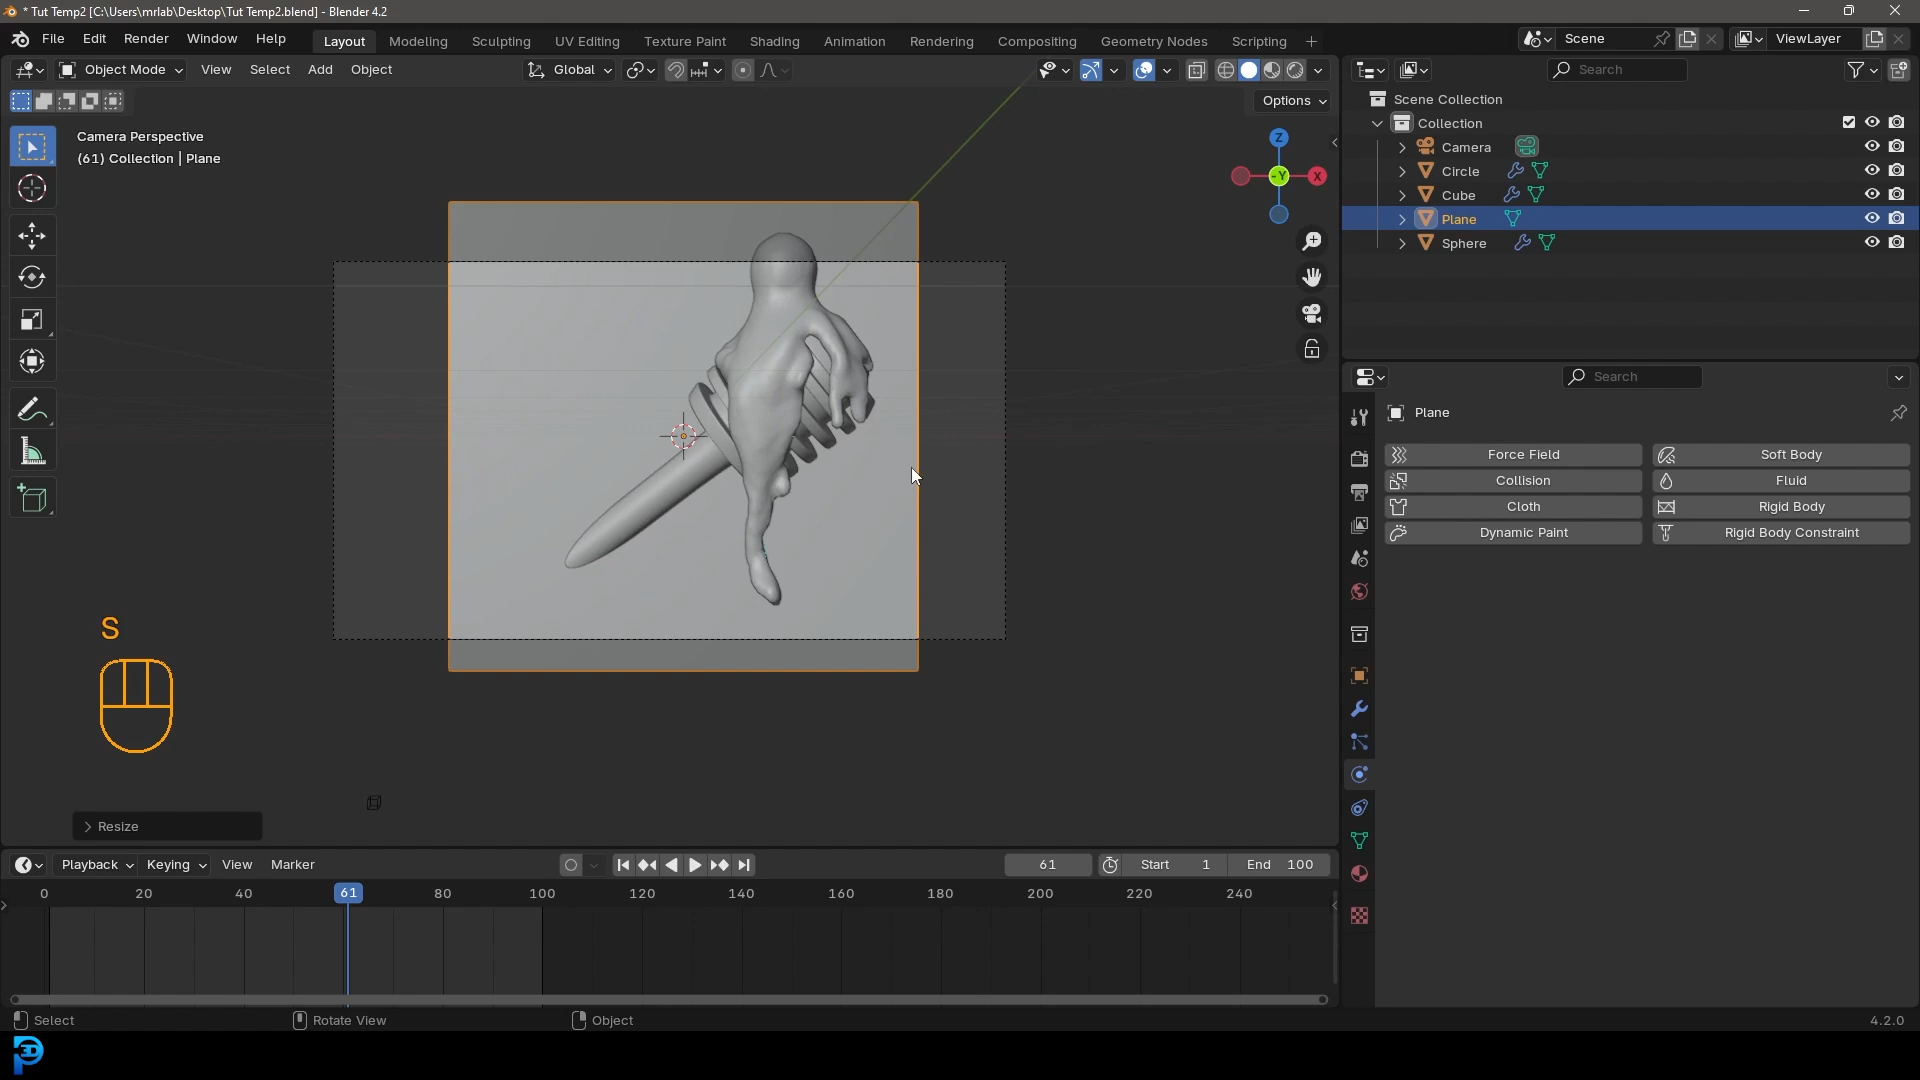 * Tut Temp2 [C:\Users\mrlab\Desktop\Tut Temp2.blend] - Blender 4.2
File Edit Render Window Help Layout Modeling Sculpting UV Editing Texture Paint Shading Animation Rendering Compositing Geometry Nodes Scripting + Scene ViewLayer
Object Mode View Select Add Object Global Search
Options
Camera Perspective
(61) Collection | Plane
Z
-Y X
Scene Collection
Collection
Camera
Circle
Cube
Plane
Sphere
Search
Plane
Force Field Soft Body
Collision Fluid
Cloth Rigid Body
Dynamic Paint Rigid Body Constraint
S
Resize
Playback Keying View Marker 61 Start 1 End 100
0 20 40 61 80 100 120 140 160 180 200 220 240
Select Rotate View Object 4.2.0
3D